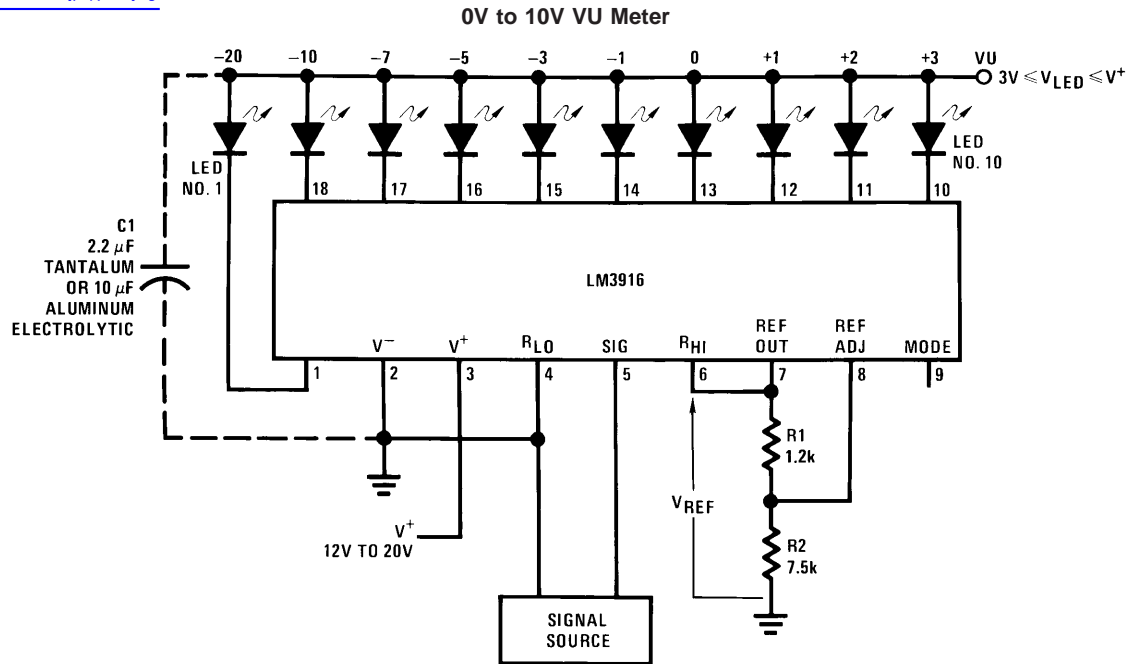 0V to 10V VU Meter
–20 –10 –7 –5 –3 –1 0 +1 +2 +3 VU
3V ≤ VLED ≤ V+
LED
NO. 1
LED
NO. 10
18 17 16 15 14 13 12 11 10
C1
2.2 μF
TANTALUM
OR 10 μF
ALUMINUM
ELECTROLYTIC
LM3916
V– V+ RLO SIG RHI REF OUT REF ADJ MODE
1 2 3 4 5 6 7 8 9
R1
1.2k
VREF
R2
7.5k
V+
12V TO 20V
SIGNAL
SOURCE